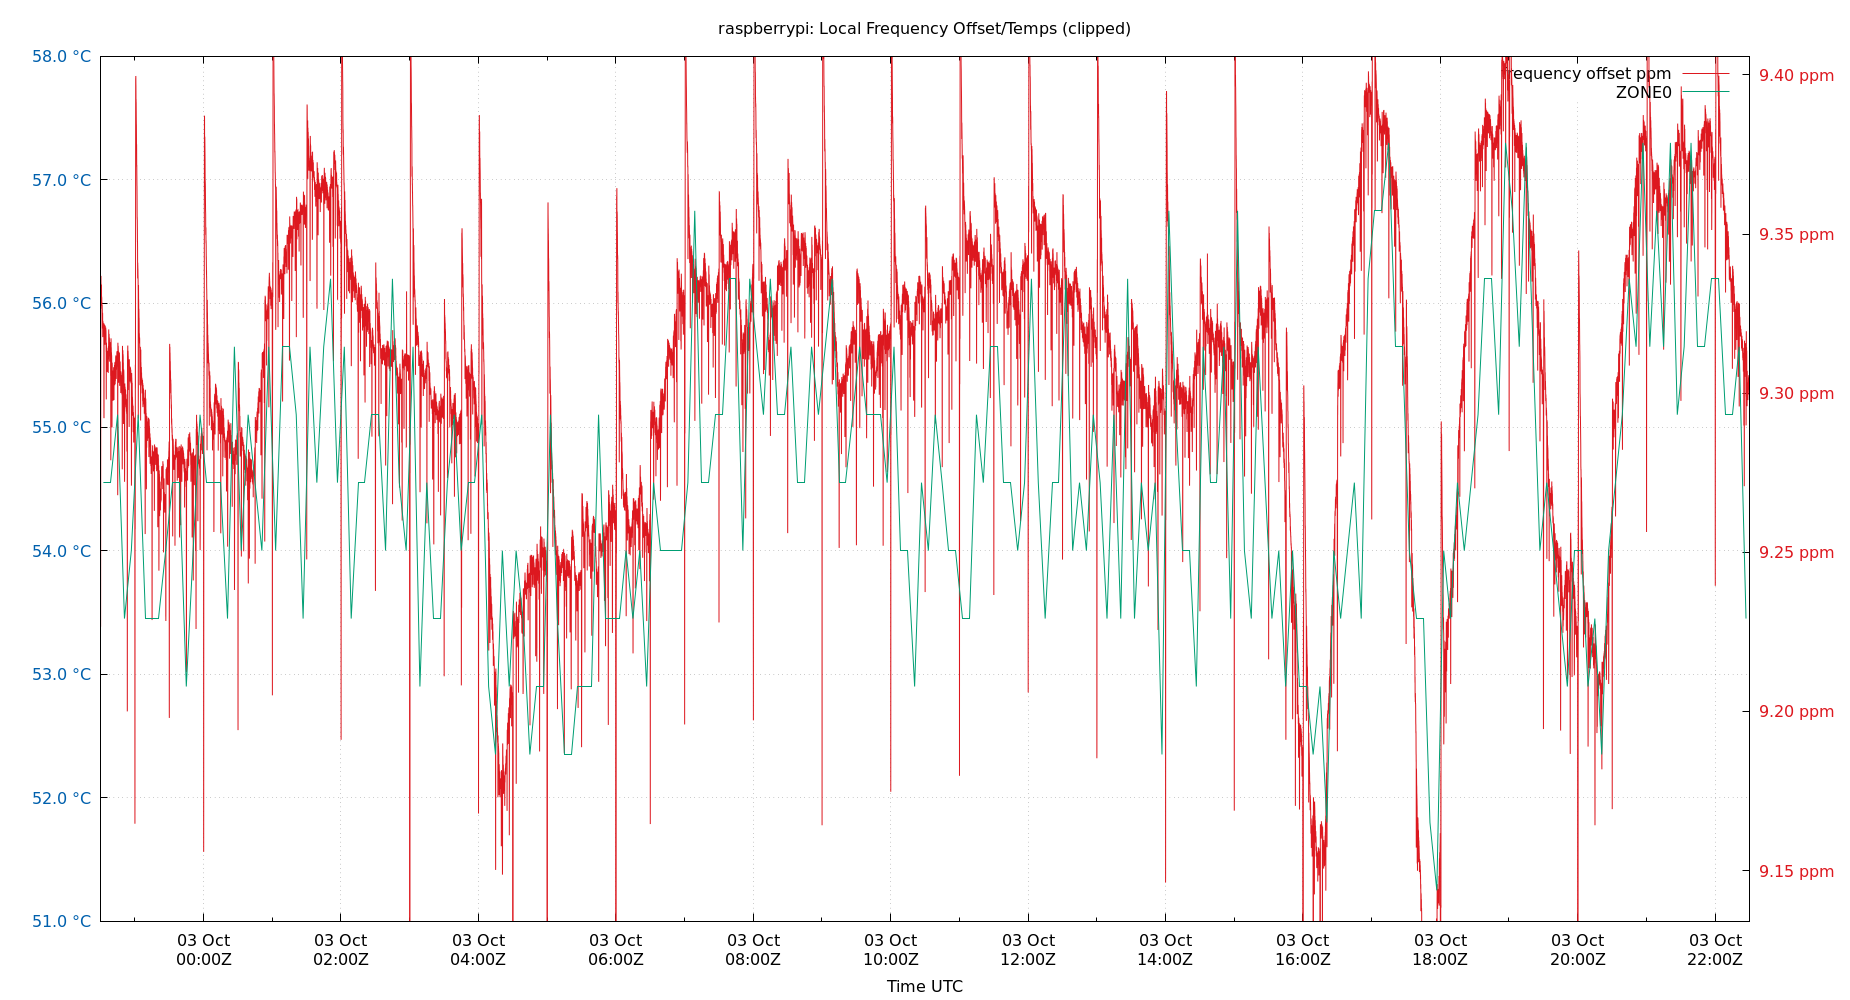 raspberrypi: Local Frequency Offset/Temps (clipped)
58.0 °C
57.0 °C
56.0 °C
55.0 °C
54.0 °C
53.0 °C
52.0 °C
51.0 °C
requency offset ppm
ZONE0
9.40 ppm
9.35 ppm
9.30 ppm
9.25 ppm
9.20 ppm
9.15 ppm
03 Oct
00:00Z
03 Oct
02:00Z
03 Oct
04:00Z
03 Oct
06:00Z
03 Oct
08:00Z
03 Oct
10:00Z
03 Oct
12:00Z
03 Oct
14:00Z
03 Oct
16:00Z
03 Oct
18:00Z
03 Oct
20:00Z
03 Oct
22:00Z
Time UTC